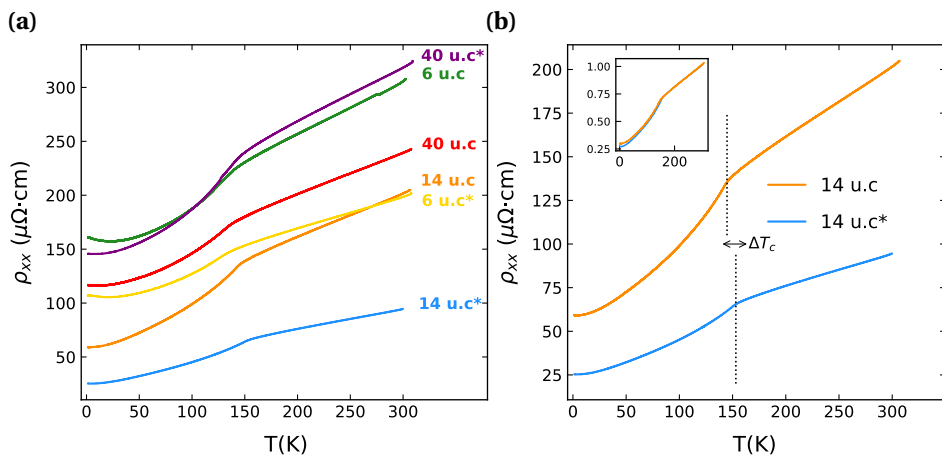 (a)
40 u.c*
6 u.c
40 u.c
14 u.c
6 u.c*
14 u.c*
300
250
200
150
100
50
ρxx (μΩ·cm)
0 50 100 150 200 250 300
T(K)
(b)
200
175
150
125
100
75
50
25
ρxx (μΩ·cm)
1.00
0.75
0.50
0.25
0 200
14 u.c
14 u.c*
ΔTc
0 50 100 150 200 250 300
T(K)